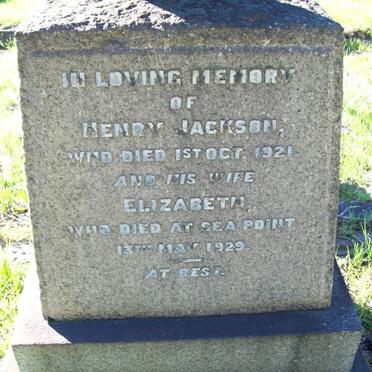 IN LOVING MEMORY
OF
HENRY JACKSON,
WHO DIED 1ST OCT. 1921.
AND HIS WIFE
ELIZABETH,
WHO DIED AT SEA POINT
13TH MAY 1929.
AT REST.